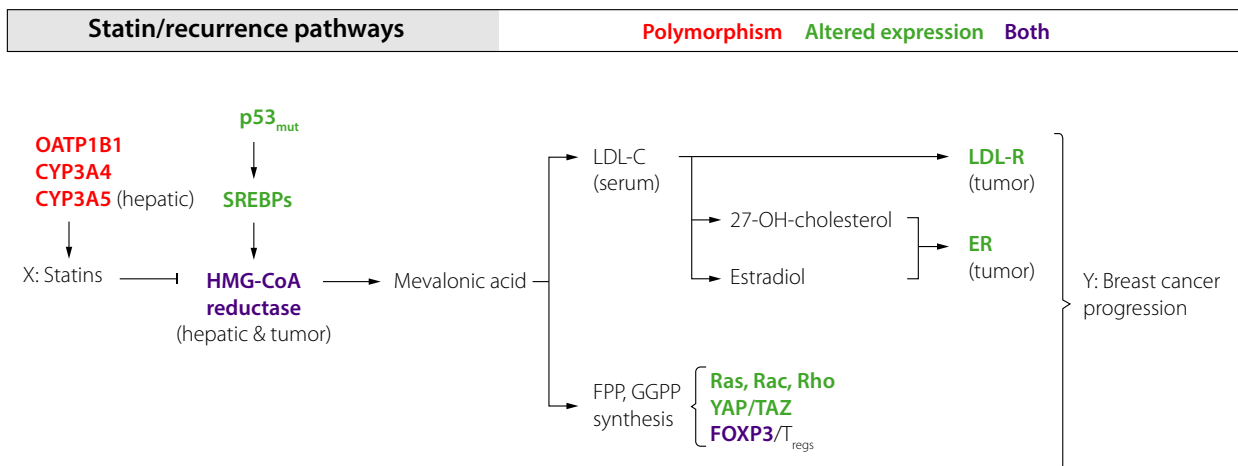 Statin/recurrence pathways
Polymorphism Altered expression Both
p53mut
OATP1B1
CYP3A4
CYP3A5 (hepatic)
SREBPs
X: Statins
HMG-CoA
reductase
(hepatic & tumor)
Mevalonic acid
LDL-C
(serum)
LDL-R
(tumor)
27-OH-cholesterol
Estradiol
ER
(tumor)
FPP, GGPP
synthesis
Ras, Rac, Rho
YAP/TAZ
FOXP3/Tregs
Y: Breast cancer
progression